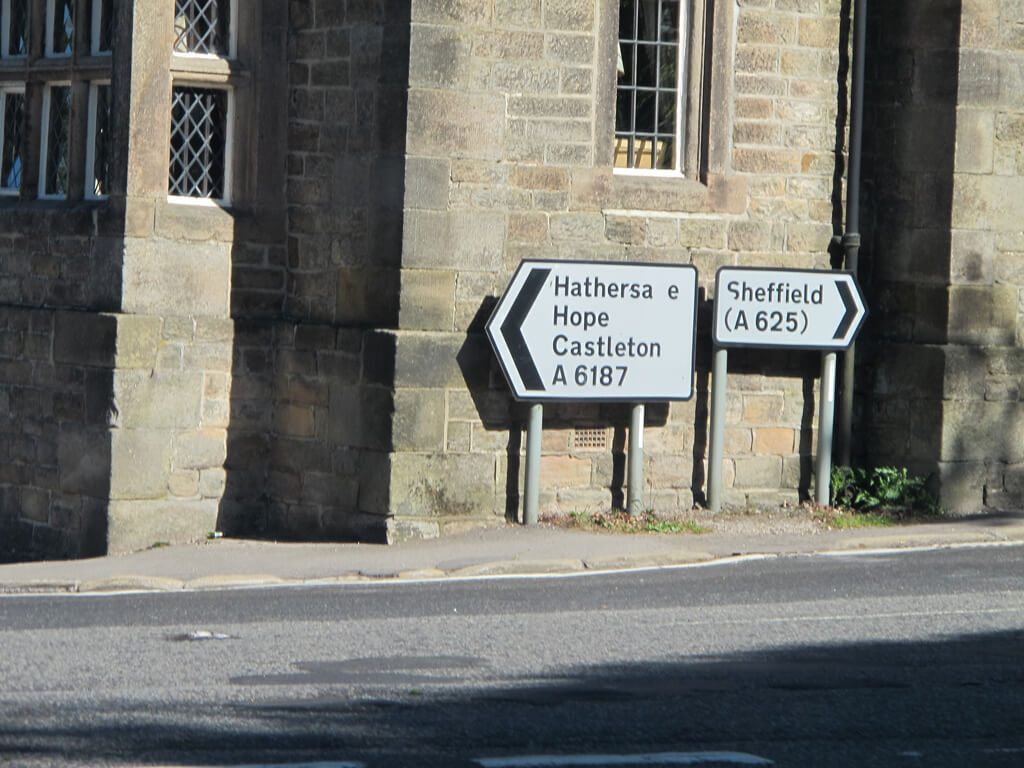 Hathersa e
Hope
Castleton
A 6187
Sheffield
(A 625)